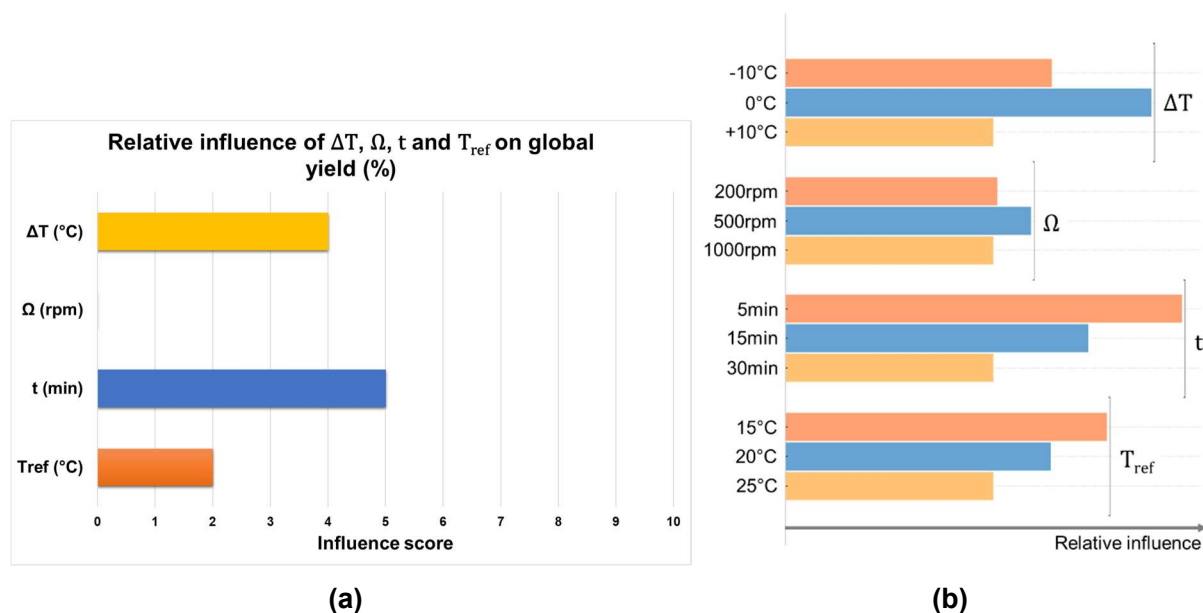 Relative influence of ΔT, Ω, t and T_ref on global
yield (%)
ΔT (°C)
Ω (rpm)
t (min)
Tref (°C)
0 1 2 3 4 5 6 7 8 9 10
Influence score
(a)
-10°C
0°C
+10°C
ΔT
200rpm
500rpm
1000rpm
Ω
5min
15min
30min
t
15°C
20°C
25°C
T_ref
Relative influence
(b)